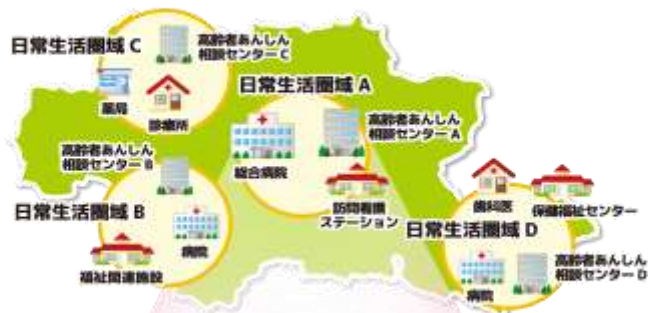 日常生活圏域 C
高齢者あんしん
相談センターC
薬局
診療所
日常生活圏域 A
高齢者あんしん
相談センターA
総合病院
訪問看護
ステーション
高齢者あんしん
相談センターB
日常生活圏域 B
病院
福祉関連施設
歯科医
保健福祉センター
日常生活圏域 D
高齢者あんしん
相談センターD
病院